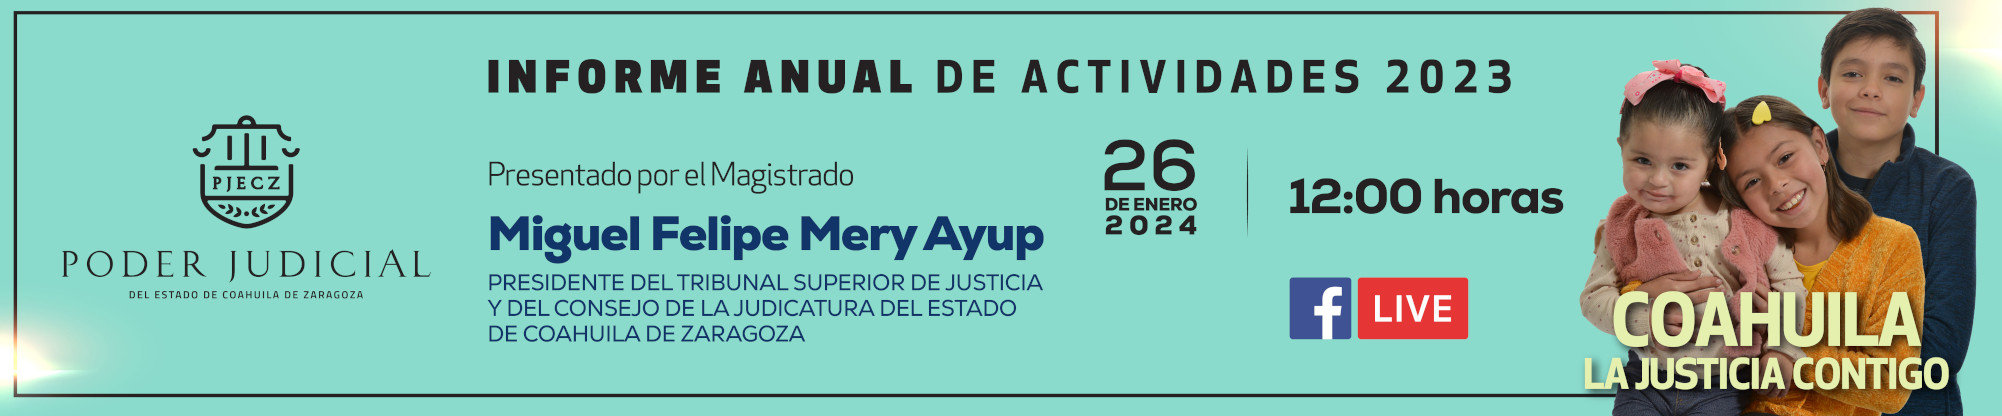 PJECZ
PODER JUDICIAL
DEL ESTADO DE COAHUILA DE ZARAGOZA
INFORME ANUAL DE ACTIVIDADES 2023
Presentado por el Magistrado
Miguel Felipe Mery Ayup
PRESIDENTE DEL TRIBUNAL SUPERIOR DE JUSTICIA
Y DEL CONSEJO DE LA JUDICATURA DEL ESTADO
DE COAHUILA DE ZARAGOZA
26
DE ENERO
2024
12:00 horas
f LIVE
COAHUILA
LA JUSTICIA CONTIGO